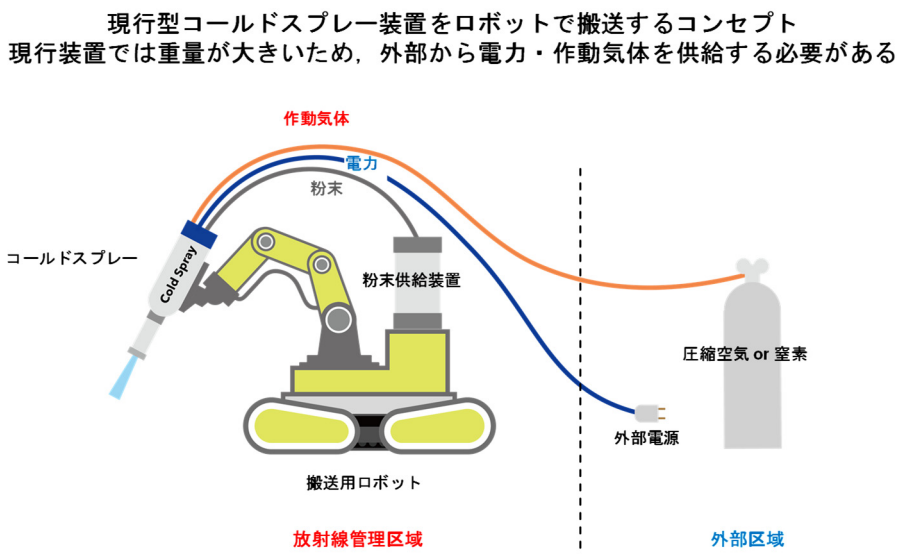 現行型コールドスプレー装置をロボットで搬送するコンセプト
現行装置では重量が大きいため，外部から電力・作動気体を供給する必要がある
作動気体
電力
粉末
コールドスプレー
Cold Spray
粉末供給装置
圧縮空気 or 窒素
外部電源
搬送用ロボット
放射線管理区域
外部区域